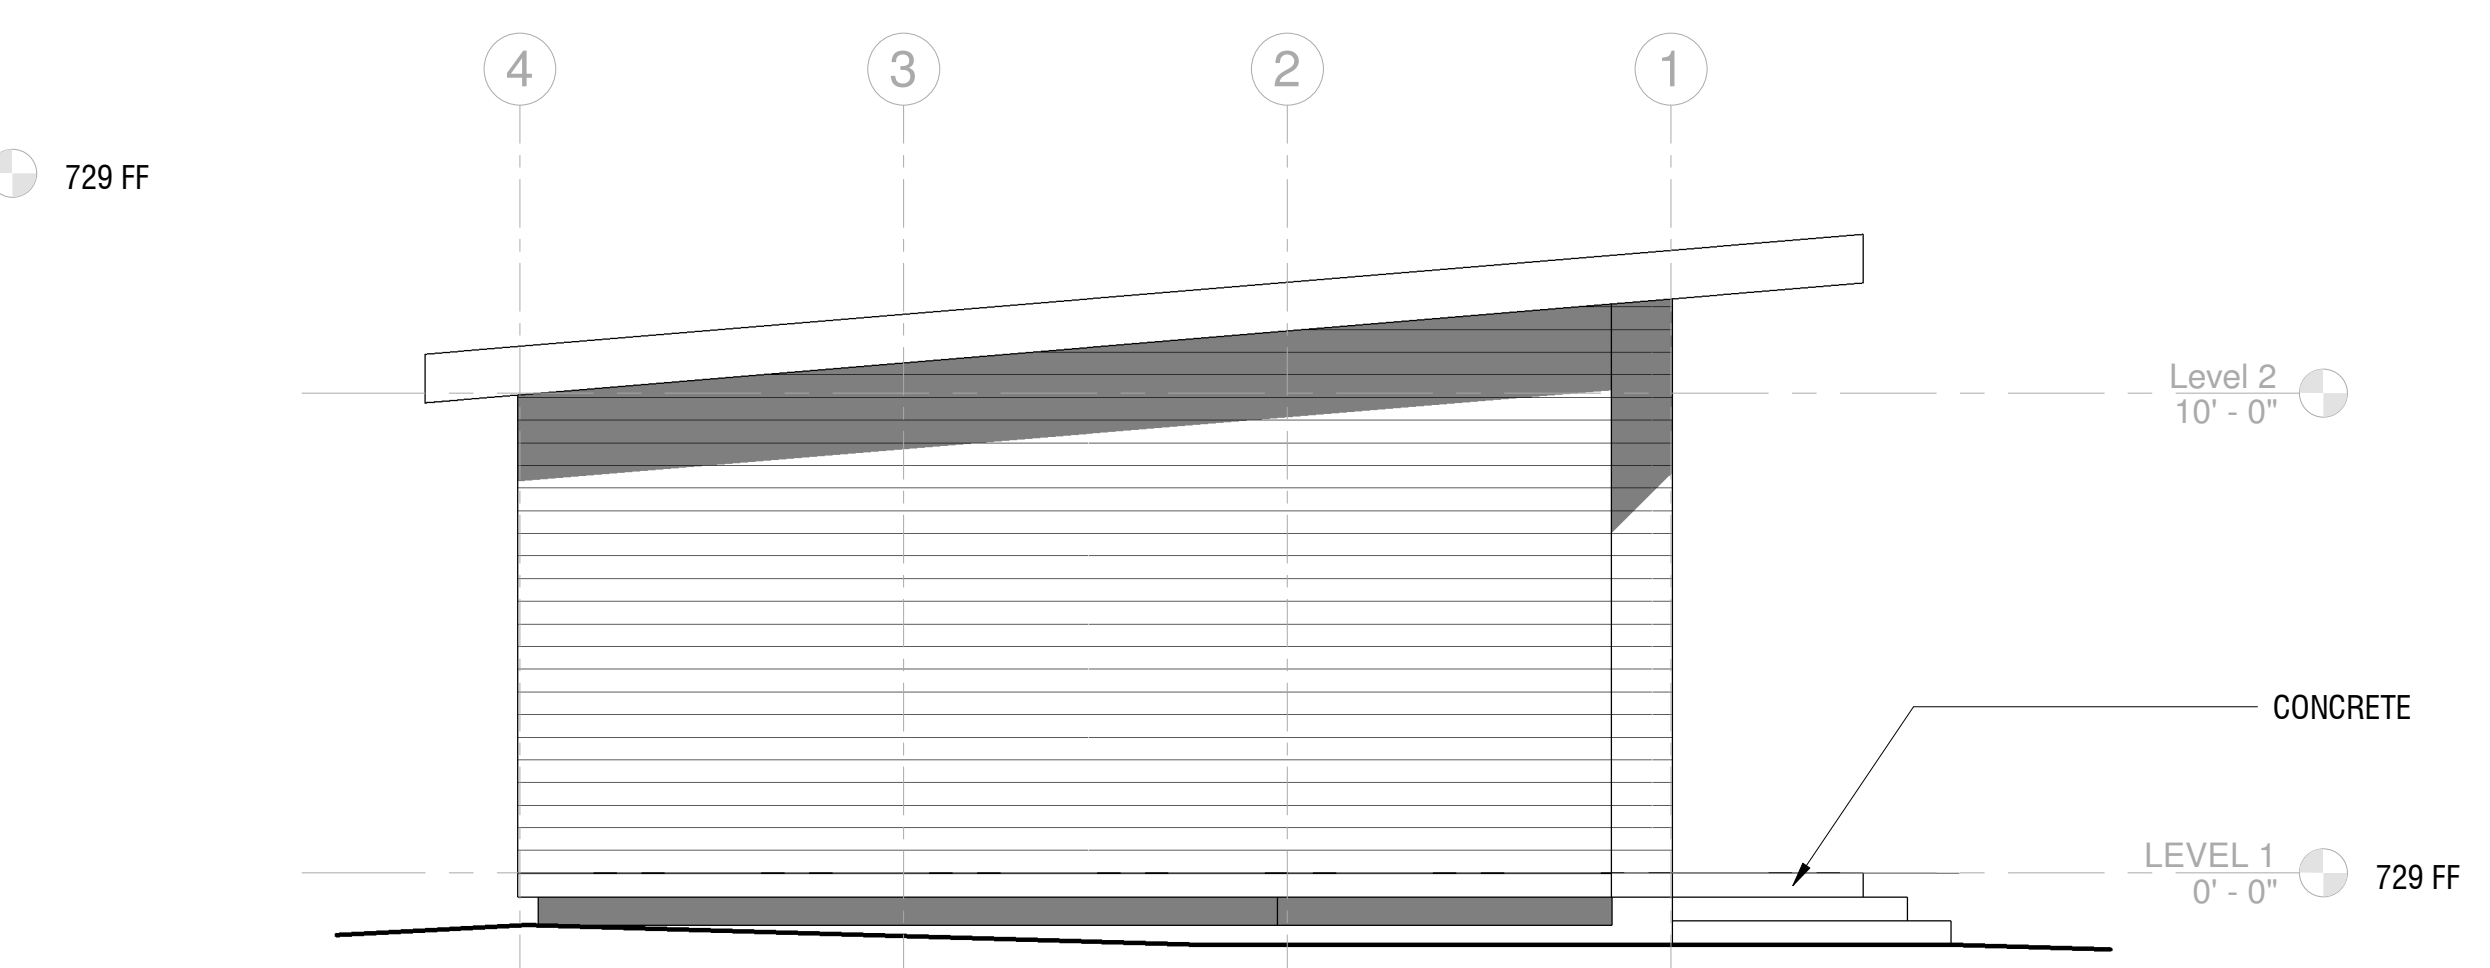 4
3
2
1
729 FF
Level 2
10' - 0"
CONCRETE
LEVEL 1
0' - 0"
729 FF